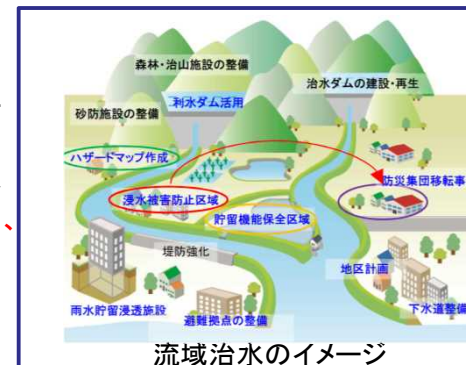 森林・治山施設の整備
治水ダムの建設・再生
利水ダム活用
砂防施設の整備
ハザードマップ作成
防災集団移転事
浸水被害防止区域
貯留機能保全区域
堤防強化
地区計画
雨水貯留浸透施設
避難拠点の整備
下水道整備
流域治水のイメージ